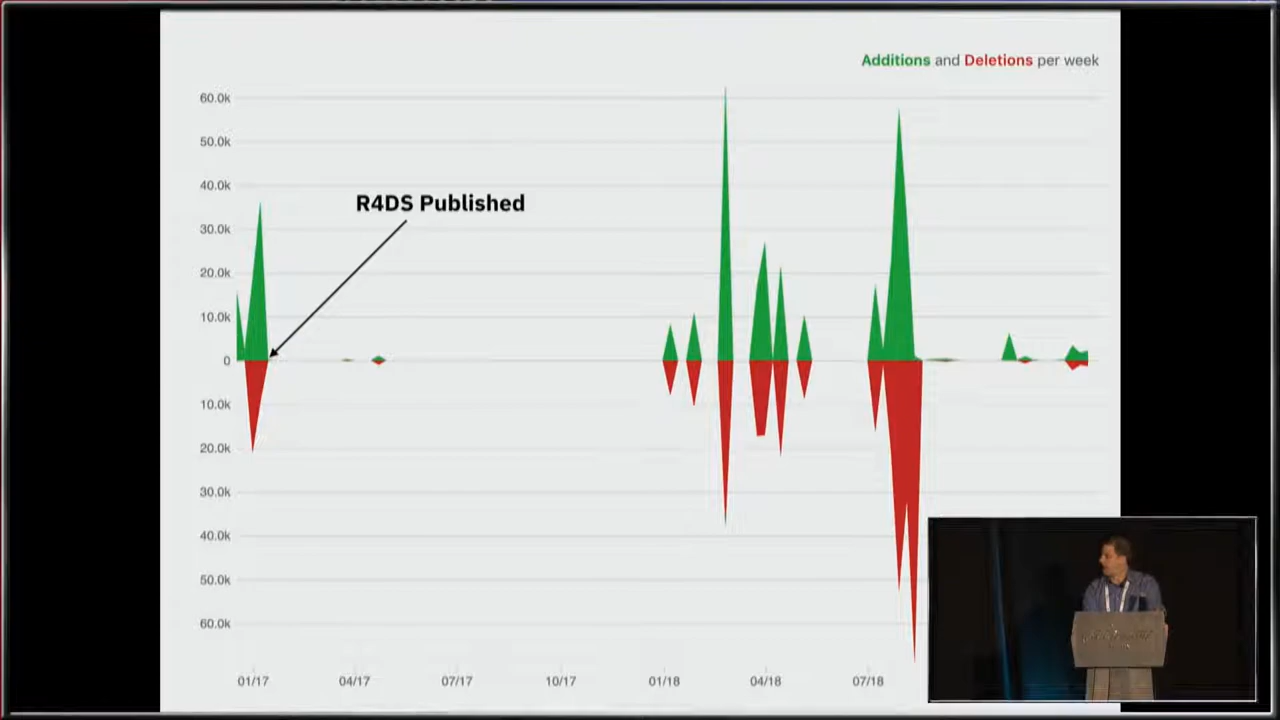 Additions and Deletions per week
60.0k
50.0k
40.0k
R4DS Published
30.0k
20.0k
10.0k
0
10.0k
20.0k
30.0k
40.0k
50.0k
60.0k
01/17 04/17 07/17 10/17 01/18 04/18 07/18